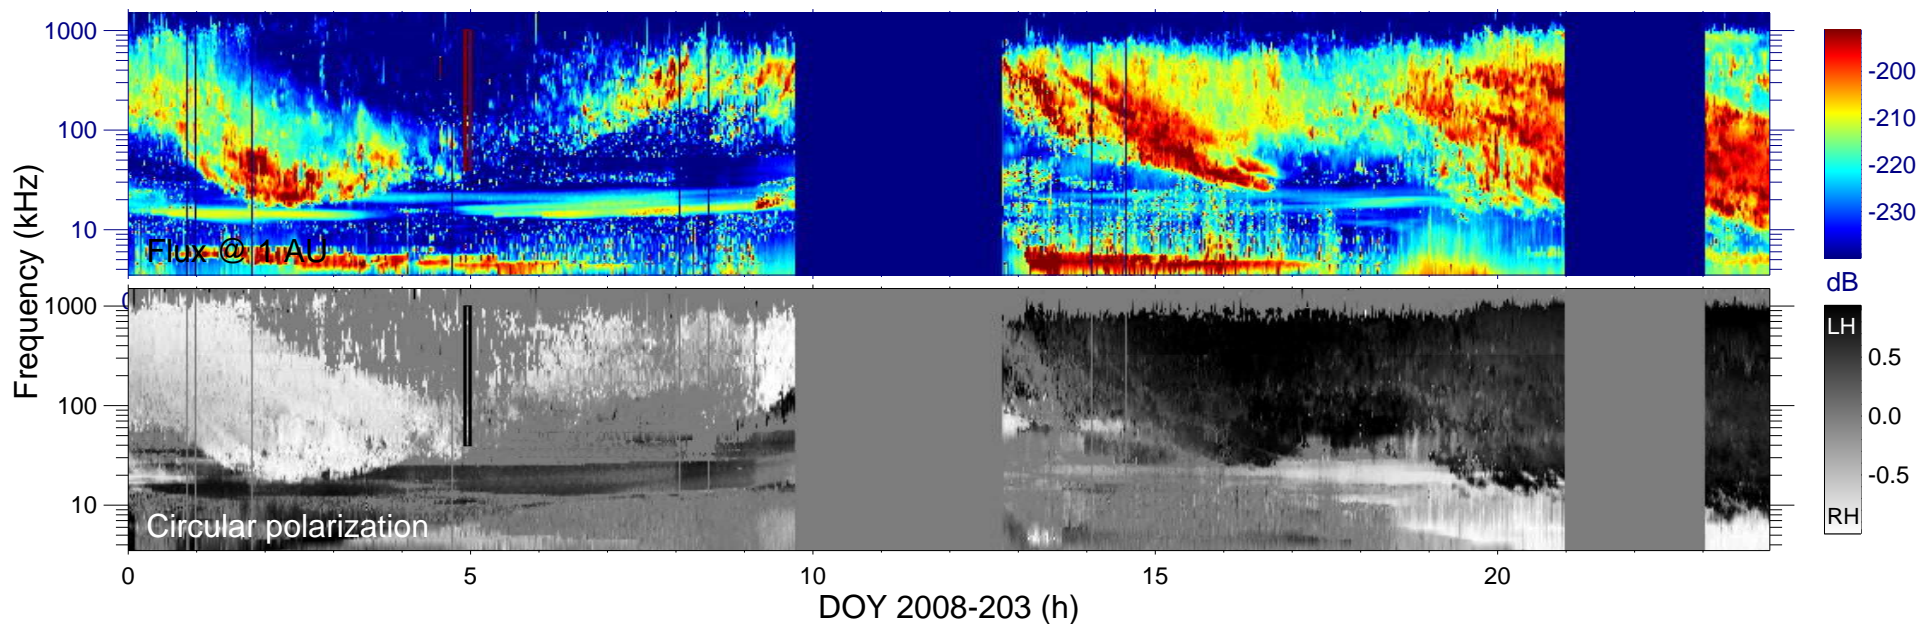 1000
100
10
Flux @ 1 AU
-200
-210
-220
-230
dB
Frequency (kHz)
1000
100
10
Circular polarization
LH
0.5
0.0
-0.5
RH
0 5 10 15 20
DOY 2008-203 (h)